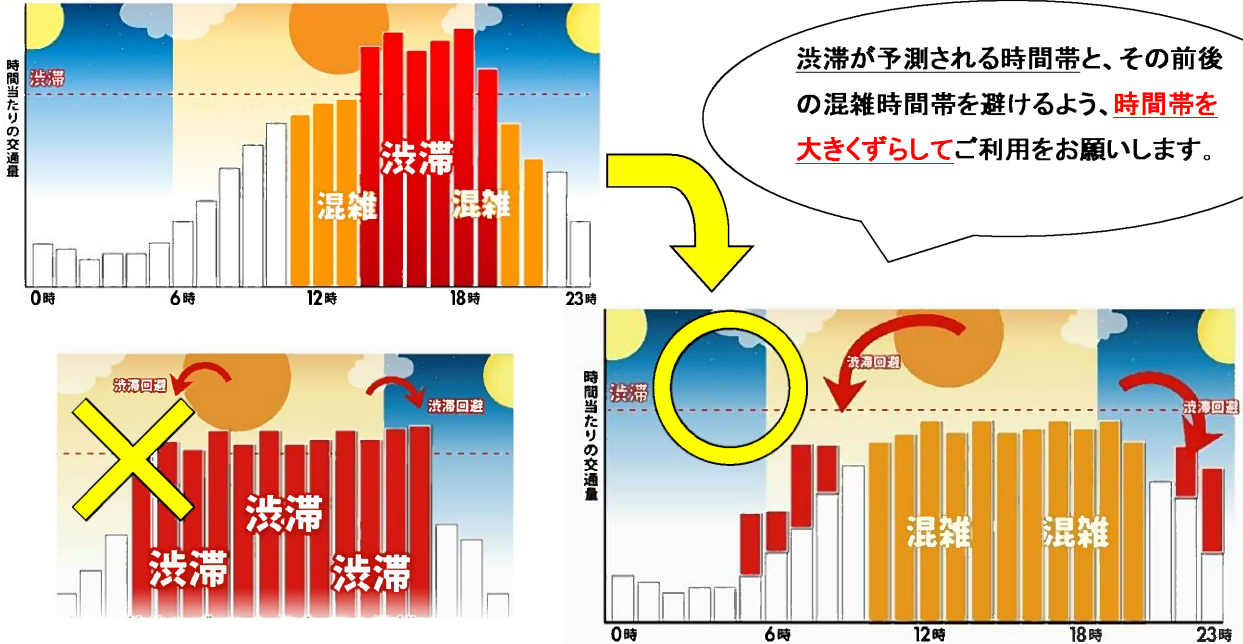 時間当たりの交通量
渋滞
渋滞
混雑
混雑
0時
6時
12時
18時
23時
渋滞が予測される時間帯と、その前後
の混雑時間帯を避けるよう、時間帯を
大きくずらしてご利用をお願いします。
渋滞回避
渋滞回避
渋滞
渋滞
渋滞
時間当たりの交通量
渋滞
渋滞回避
渋滞回避
混雑
混雑
0時
6時
12時
18時
23時